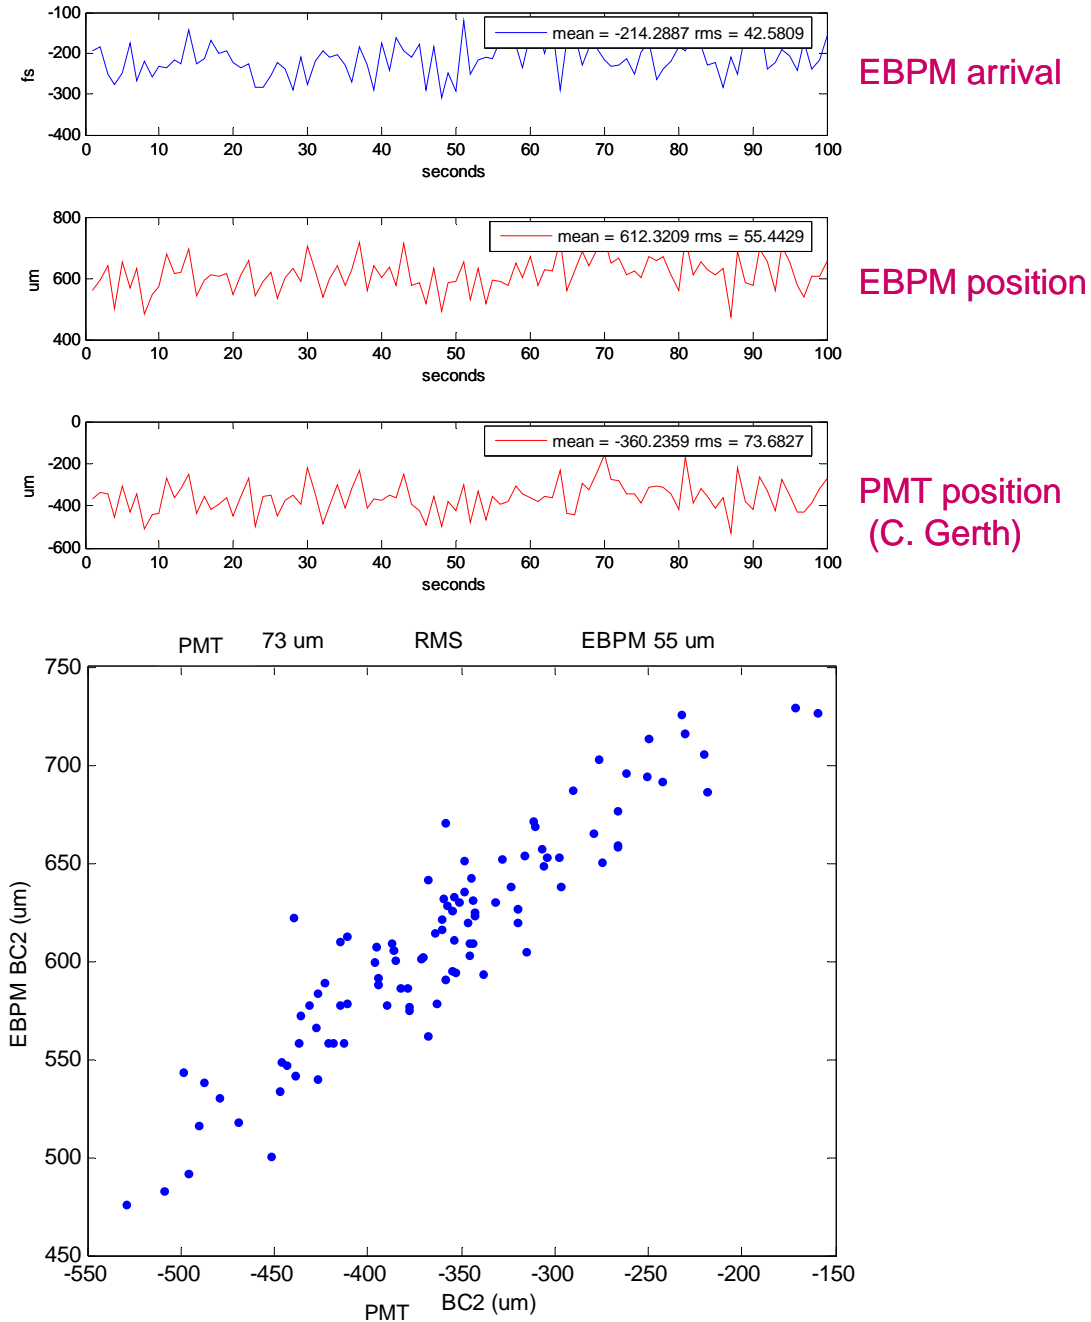 -100
-200
-300
-400
fs
mean = -214.2887 rms = 42.5809
0 10 20 30 40 50 60 70 80 90 100
seconds
EBPM arrival
800
600
400
um
mean = 612.3209 rms = 55.4429
0 10 20 30 40 50 60 70 80 90 100
seconds
EBPM position
0
-200
-400
-600
um
mean = -360.2359 rms = 73.6827
0 10 20 30 40 50 60 70 80 90 100
seconds
PMT position
(C. Gerth)
PMT 73 um RMS EBPM 55 um
750
700
650
600
550
500
450
EBPM BC2 (um)
-550 -500 -450 -400 -350 -300 -250 -200 -150
PMT BC2 (um)